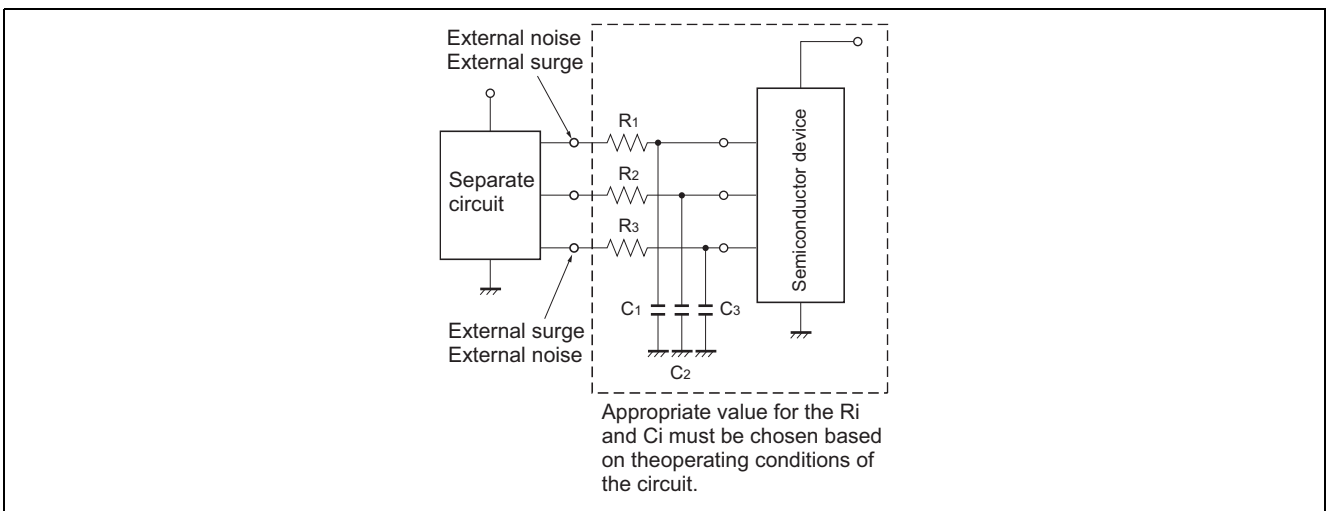 External noise
External surge
R1
R2
R3
Separate
circuit
Semiconductor device
C1
C3
C2
External surge
External noise
Appropriate value for the Ri
and Ci must be chosen based
on theoperating conditions of
the circuit.